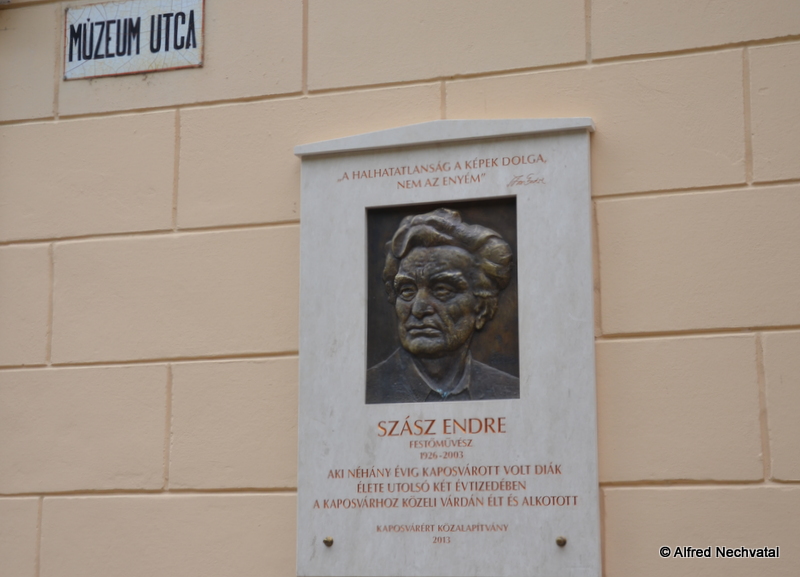 MÚZEUM UTCA
„A HALHATATLANSÁG A KÉPEK DOLGA,
NEM AZ ENYÉM”
SZÁSZ ENDRE
FESTŐMŰVÉSZ
1926-2003
AKI NÉHÁNY ÉVIG KAPOSVÁROTT VOLT DIÁK
ÉLETE UTOLSÓ KÉT ÉVTIZEDÉBEN
A KAPOSVÁRHOZ KÖZELI VÁRDÁN ÉLT ÉS ALKOTOTT
KAPOSVÁRÉRT KÖZALAPÍTVÁNY
2013
© Alfred Nechvatal